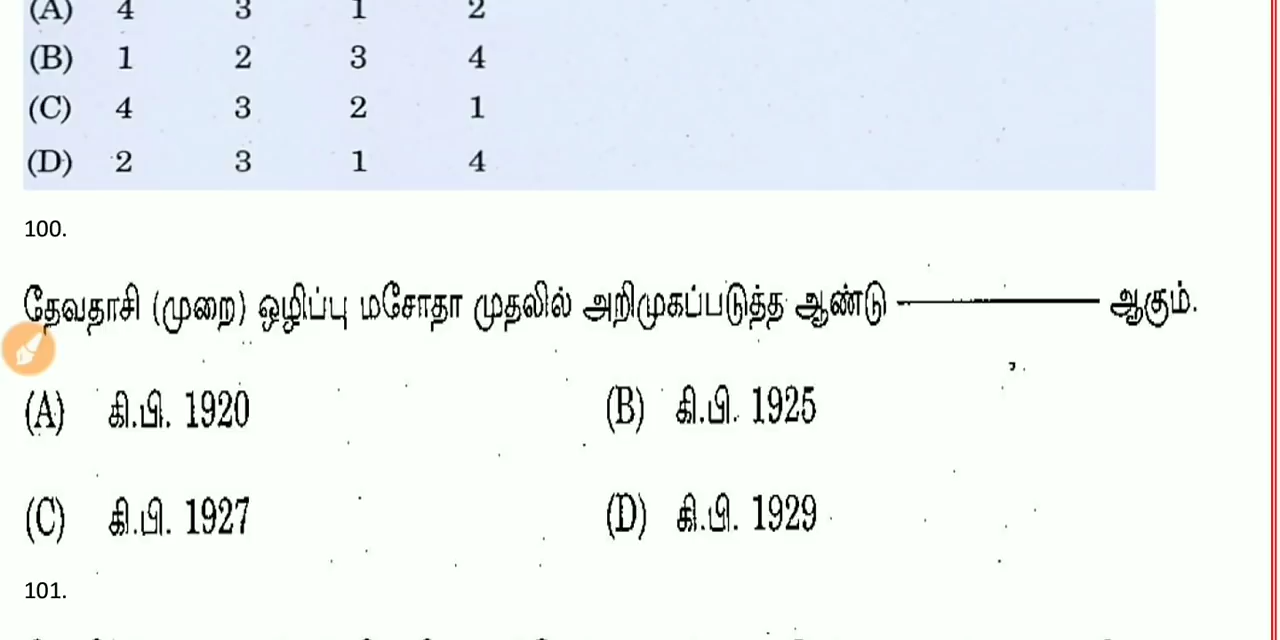 (A) 4 3 1 2
(B) 1 2 3 4
(C) 4 3 2 1
(D) 2 3 1 4
100.
தேவதாசி (முறை) ஒழிப்பு மசோதா முதலில் அறிமுகப்படுத்த ஆண்டு ———— ஆகும்.
(A) கி.பி. 1920 (B) கி.பி. 1925
(C) கி.பி. 1927 (D) கி.பி. 1929
101.